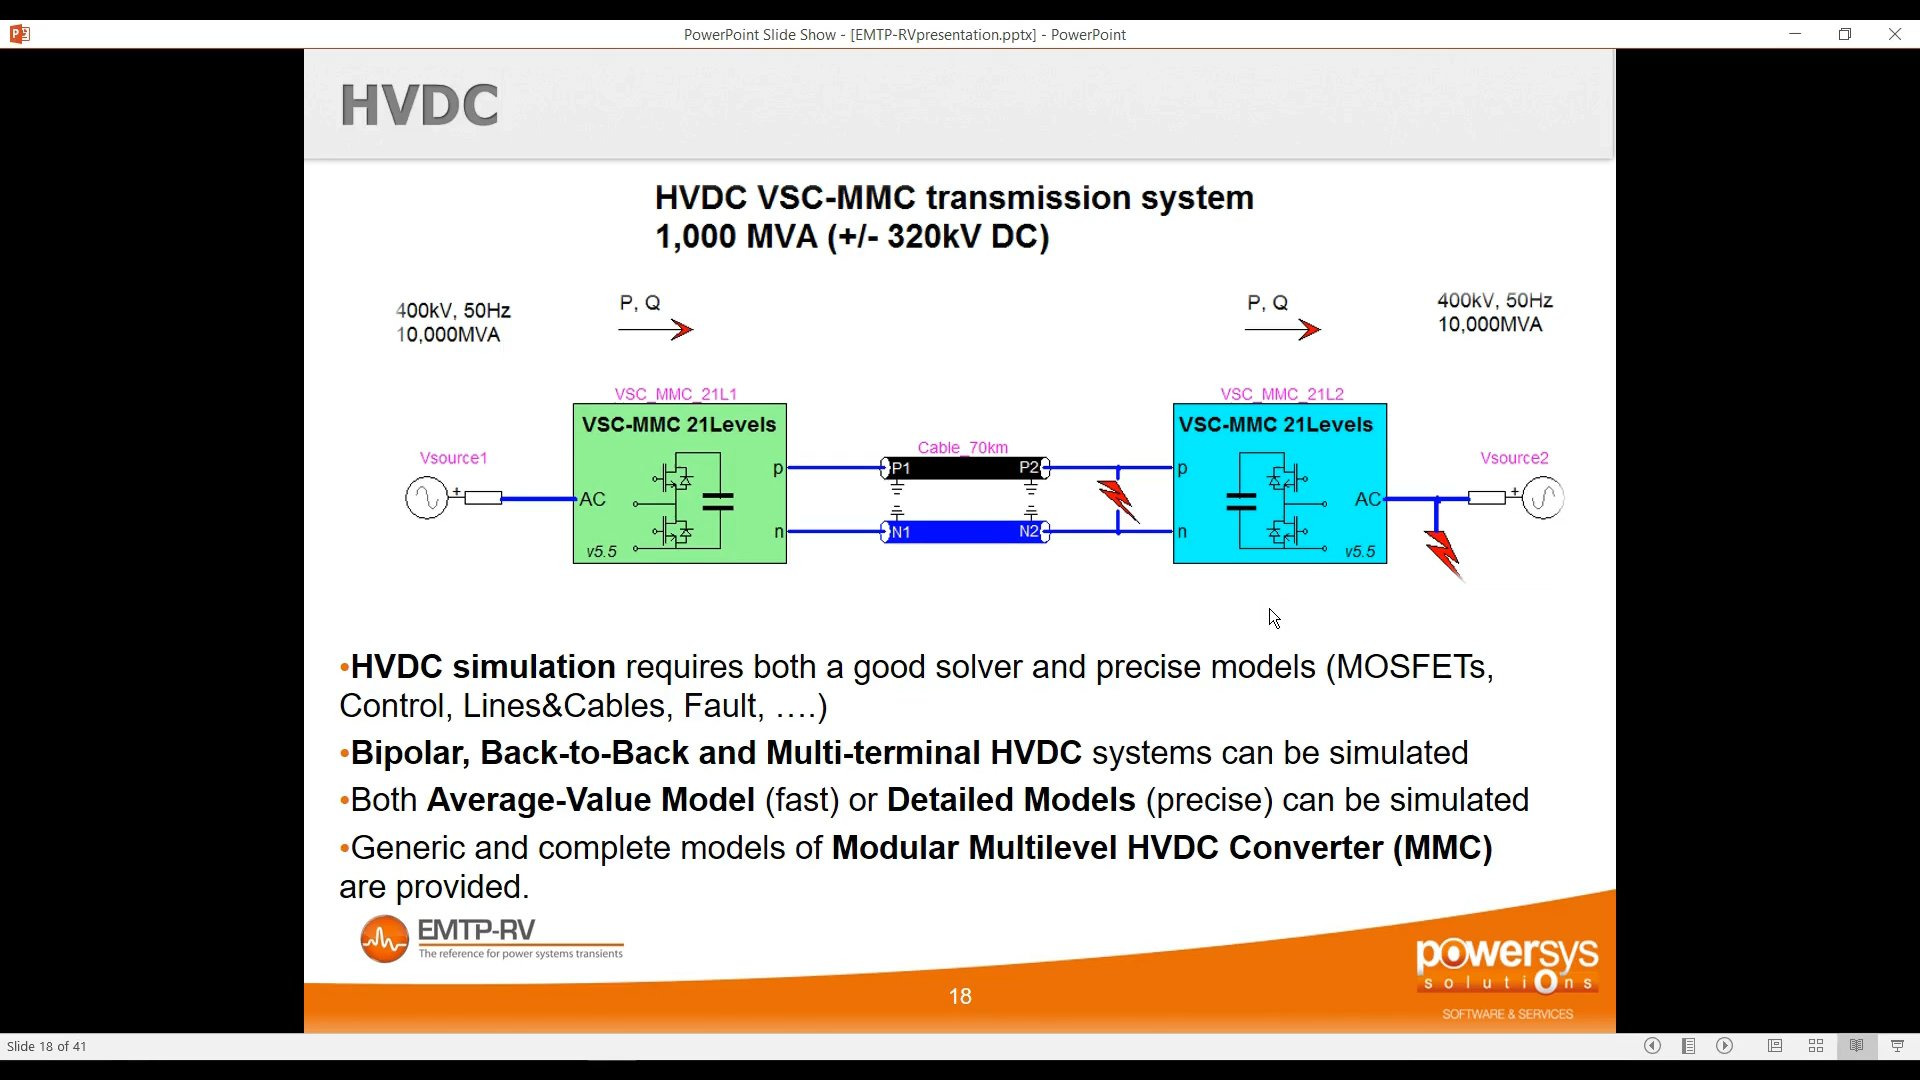 PowerPoint Slide Show - [EMTP-RVpresentation.pptx] - PowerPoint
HVDC
HVDC VSC-MMC transmission system
1,000 MVA (+/- 320kV DC)
400kV, 50Hz
10,000MVA
P, Q
P, Q
400kV, 50Hz
10,000MVA
VSC_MMC_21L1
VSC-MMC 21Levels
Vsource1
+
AC
p
n
v5.5
Cable_70km
P1
P2
N1
N2
VSC_MMC_21L2
VSC-MMC 21Levels
p
n
AC
v5.5
Vsource2
+
•HVDC simulation requires both a good solver and precise models (MOSFETs,
Control, Lines&Cables, Fault, ….)
•Bipolar, Back-to-Back and Multi-terminal HVDC systems can be simulated
•Both Average-Value Model (fast) or Detailed Models (precise) can be simulated
•Generic and complete models of Modular Multilevel HVDC Converter (MMC)
are provided.
EMTP-RV
The reference for power systems transients
18
powersys
solutiOns
SOFTWARE & SERVICES
Slide 18 of 41